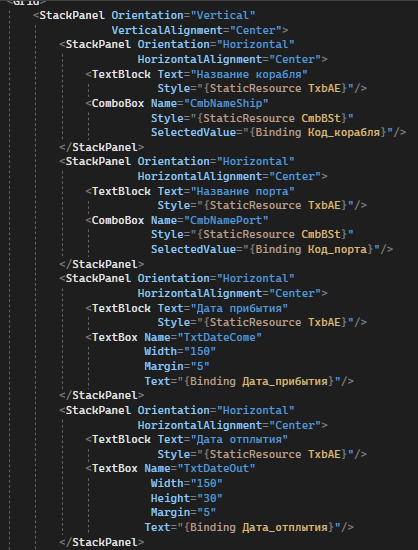 <Grid>
<StackPanel Orientation="Vertical"
VerticalAlignment="Center">
<StackPanel Orientation="Horizontal"
HorizontalAlignment="Center">
<TextBlock Text="Название корабля"
Style="{StaticResource TxbAE}"/>
<ComboBox Name="CmbNameShip"
Style="{StaticResource CmbBSt}"
SelectedValue="{Binding Код_корабля}"/>
</StackPanel>
<StackPanel Orientation="Horizontal"
HorizontalAlignment="Center">
<TextBlock Text="Название порта"
Style="{StaticResource TxbAE}"/>
<ComboBox Name="CmbNamePort"
Style="{StaticResource CmbBSt}"
SelectedValue="{Binding Код_порта}"/>
</StackPanel>
<StackPanel Orientation="Horizontal"
HorizontalAlignment="Center">
<TextBlock Text="Дата прибытия"
Style="{StaticResource TxbAE}"/>
<TextBox Name="TxtDateCome"
Width="150"
Margin="5"
Text="{Binding Дата_прибытия}"/>
</StackPanel>
<StackPanel Orientation="Horizontal"
HorizontalAlignment="Center">
<TextBlock Text="Дата отплытия"
Style="{StaticResource TxbAE}"/>
<TextBox Name="TxtDateOut"
Width="150"
Height="30"
Margin="5"
Text="{Binding Дата_отплытия}"/>
</StackPanel>